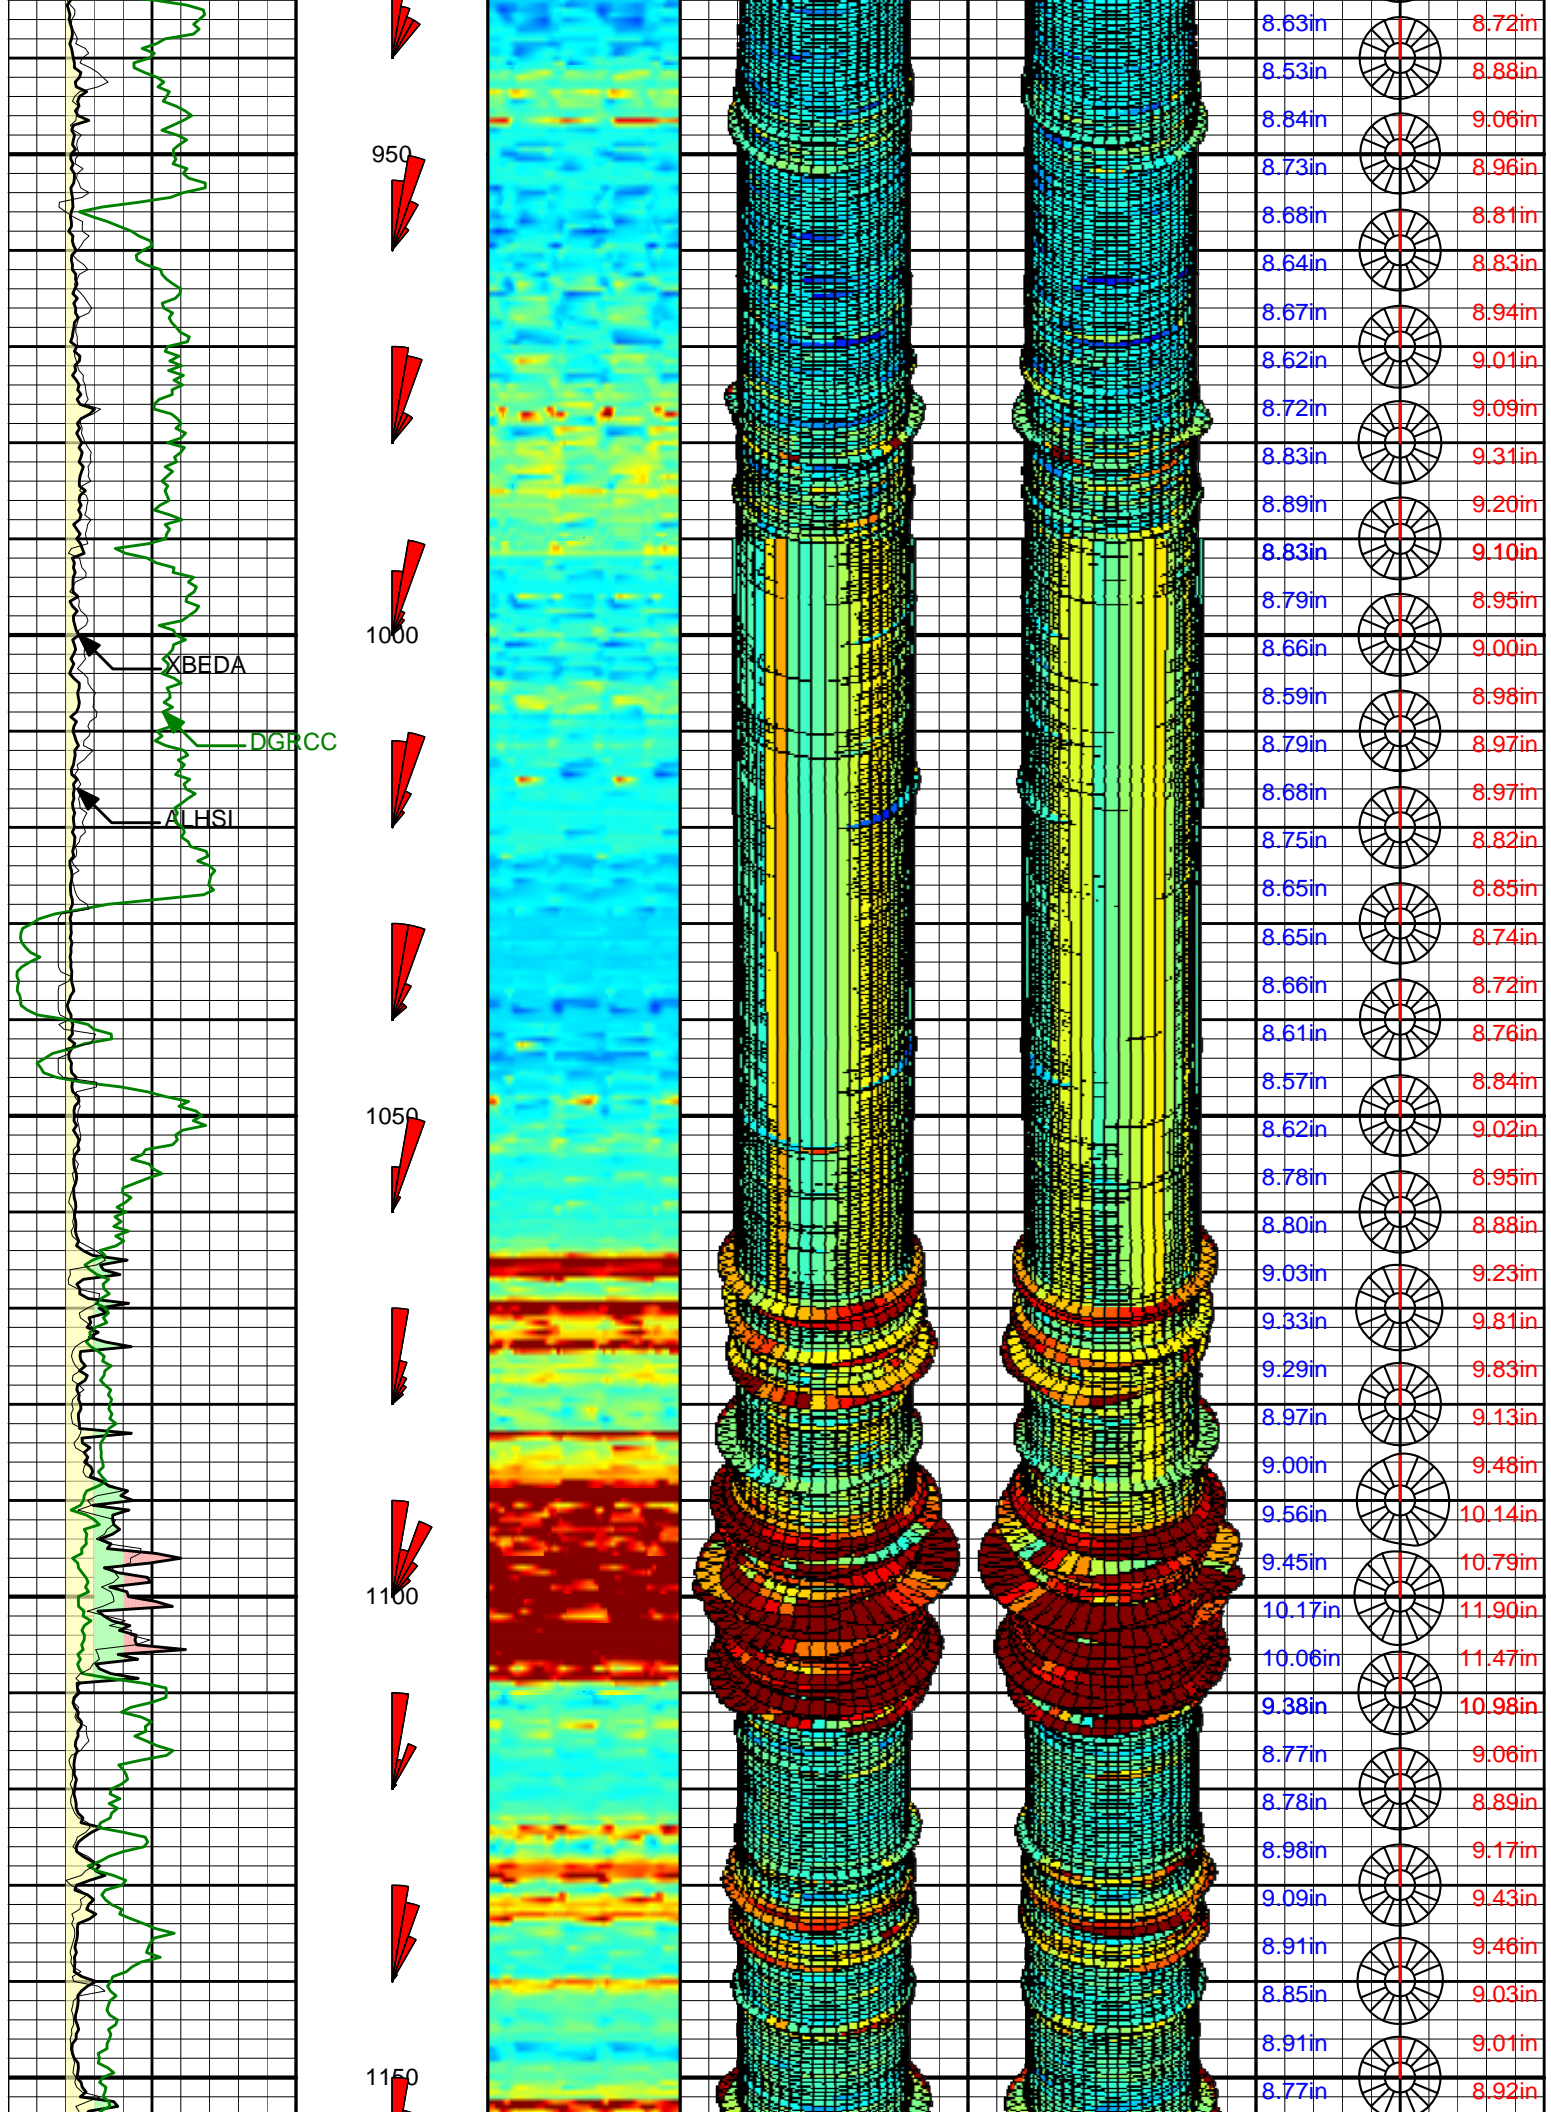 8.63in 8.72in
8.53in 8.88in
8.84in 9.06in
950
8.73in 8.96in
8.68in 8.81in
8.64in 8.83in
8.67in 8.94in
8.62in 9.01in
8.72in 9.09in
8.83in 9.31in
8.89in 9.20in
8.83in 9.10in
8.79in 8.95in
1000
8.66in 9.00in
XBEDA
8.59in 8.98in
DGRCC
8.79in 8.97in
8.68in 8.97in
ALHSI
8.75in 8.82in
8.65in 8.85in
8.65in 8.74in
8.66in 8.72in
8.61in 8.76in
8.57in 8.84in
1050
8.62in 9.02in
8.78in 8.95in
8.80in 8.88in
9.03in 9.23in
9.33in 9.81in
9.29in 9.83in
8.97in 9.13in
9.00in 9.48in
9.56in 10.14in
9.45in 10.79in
1100
10.17in 11.90in
10.06in 11.47in
9.38in 10.98in
8.77in 9.06in
8.78in 8.89in
8.98in 9.17in
9.09in 9.43in
8.91in 9.46in
8.85in 9.03in
8.91in 9.01in
1150
8.77in 8.92in